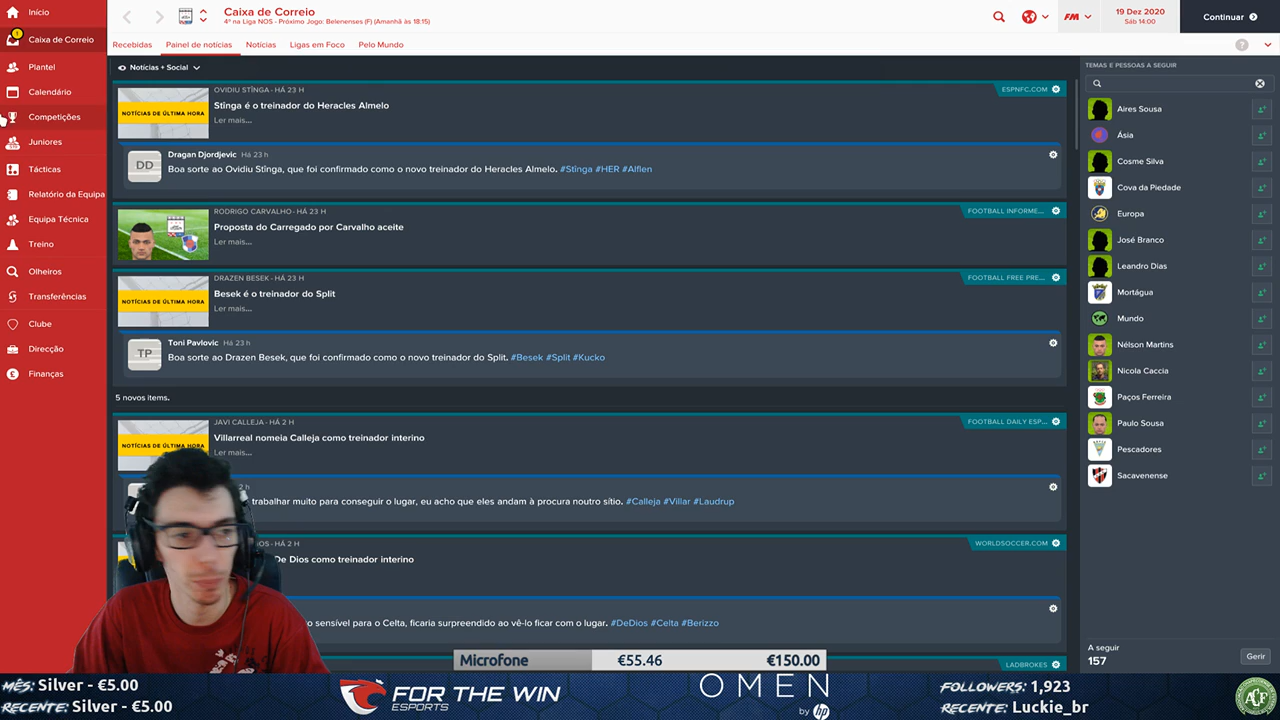 Início
Caixa de Correio
4º na Liga NOS - Próximo Jogo: Belenenses (F) (Amanhã às 18:15)
FM
19 Dez 2020
Sáb 14:00
Continuar
1
Caixa de Correio
Recebidas
Painel de notícias
Notícias
Ligas em Foco
Pelo Mundo
?
Plantel
Calendário
Competições
Juniores
Tácticas
Relatório da Equipa
Equipa Técnica
Treino
Olheiros
Transferências
Clube
Direcção
Finanças
Notícias + Social
NOTÍCIAS DE ÚLTIMA HORA
OVIDIU STÎNGA - HÁ 23 H
ESPNFC.COM
Stînga é o treinador do Heracles Almelo
Ler mais...
DD
Dragan Djordjevic Há 23 h
Boa sorte ao Ovidiu Stînga, que foi confirmado como o novo treinador do Heracles Almelo. #Stînga #HER #Alflen
RODRIGO CARVALHO - HÁ 23 H
FOOTBALL INFORME...
Proposta do Carregado por Carvalho aceite
Ler mais...
NOTÍCIAS DE ÚLTIMA HORA
DRAZEN BESEK - HÁ 23 H
FOOTBALL FREE PRE...
Besek é o treinador do Split
Ler mais...
TP
Toni Pavlovic Há 23 h
Boa sorte ao Drazen Besek, que foi confirmado como o novo treinador do Split. #Besek #Split #Kucko
5 novos items.
NOTÍCIAS DE ÚLTIMA HORA
JAVI CALLEJA - HÁ 2 H
FOOTBALL DAILY ESP...
Villarreal nomeia Calleja como treinador interino
Ler mais...
2 h
trabalhar muito para conseguir o lugar, eu acho que eles andam à procura noutro sítio. #Calleja #Villar #Laudrup
OS - HÁ 2 H
WORLDSOCCER.COM
De Dios como treinador interino
o sensível para o Celta, ficaria surpreendido ao vê-lo ficar com o lugar. #DeDios #Celta #Berizzo
LADBROKES
TEMAS E PESSOAS A SEGUIR
Aires Sousa
Ásia
Cosme Silva
Cova da Piedade
Europa
José Branco
Leandro Dias
Mortágua
Mundo
Nélson Martins
Nicola Caccia
Paços Ferreira
Paulo Sousa
Pescadores
Sacavenense
A seguir
157
Gerir
Microfone
€55.46
€150.00
MÊS: Silver - €5.00
RECENTE: Silver - €5.00
FOR THE WIN
ESPORTS
OMEN
by hp
FOLLOWERS: 1,923
RECENTE: Luckie_br